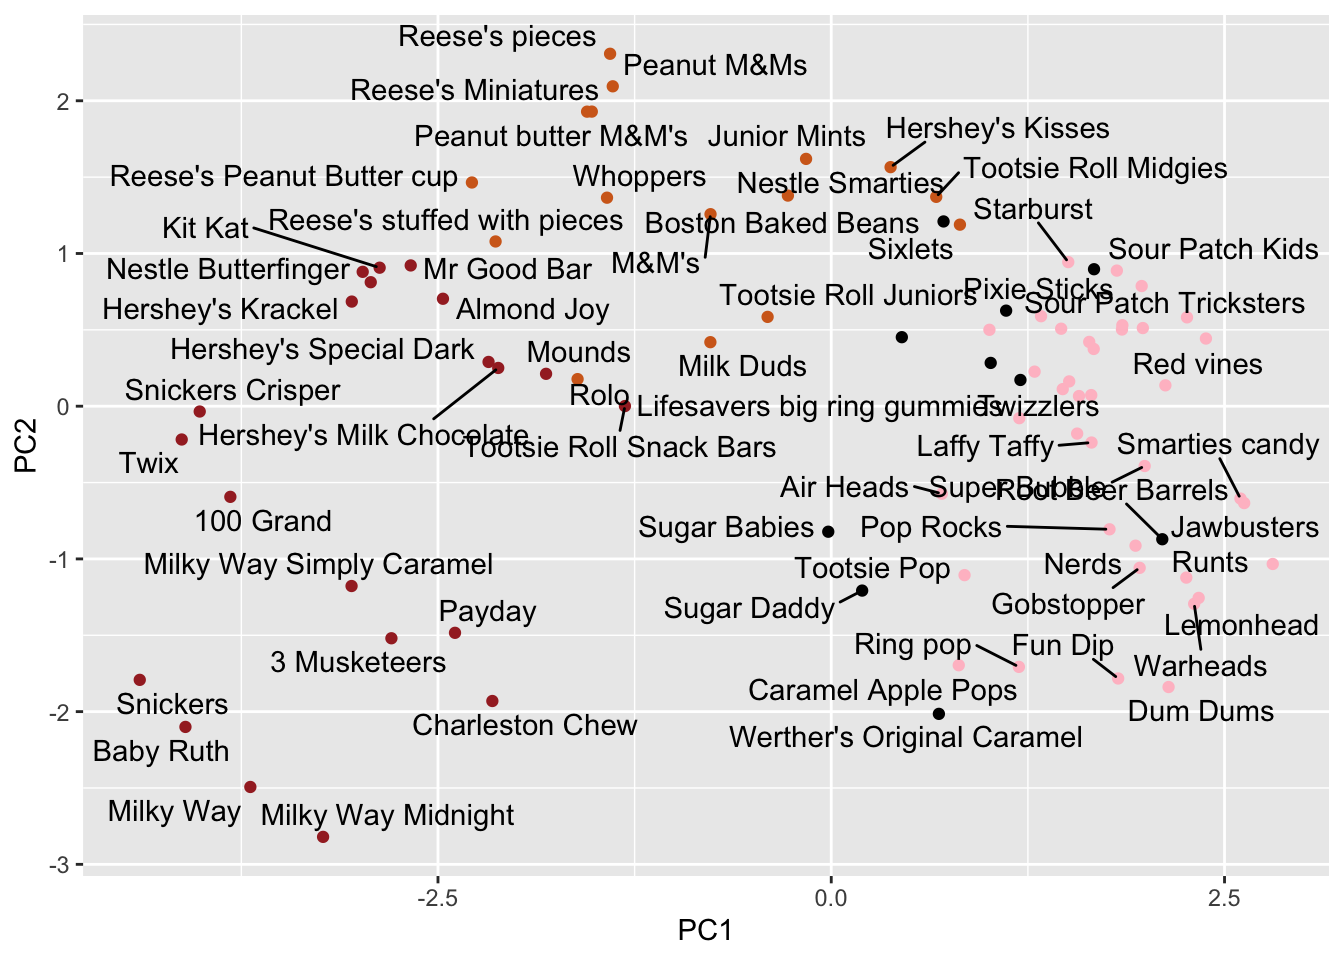 Reese's pieces
Peanut M&Ms
Reese's Miniatures
Peanut butter M&M's
Junior Mints
Hershey's Kisses
Reese's Peanut Butter cup
Whoppers
Nestle Smarties
Tootsie Roll Midgies
Kit Kat
Reese's stuffed with pieces
Boston Baked Beans
Starburst
Sixlets
Sour Patch Kids
M&M's
Nestle Butterfinger
Mr Good Bar
Hershey's Krackel
Almond Joy
Tootsie Roll Juniors
Pixie Sticks
Sour Patch Tricksters
Hershey's Special Dark
Mounds
Milk Duds
Red vines
Snickers Crisper
Rolo
Lifesavers big ring gummies
Twizzlers
Hershey's Milk Chocolate
Tootsie Roll Snack Bars
Laffy Taffy
Smarties candy
Twix
Air Heads
Super Bubble
Root Beer Barrels
100 Grand
Sugar Babies
Pop Rocks
Jawbusters
Milky Way Simply Caramel
Tootsie Pop
Nerds
Runts
Payday
Sugar Daddy
Gobstopper
Lemonhead
3 Musketeers
Ring pop
Fun Dip
Warheads
Snickers
Caramel Apple Pops
Dum Dums
Charleston Chew
Werther's Original Caramel
Baby Ruth
Milky Way
Milky Way Midnight
2
1
0
-1
-2
-3
PC2
-2.5
0.0
2.5
PC1